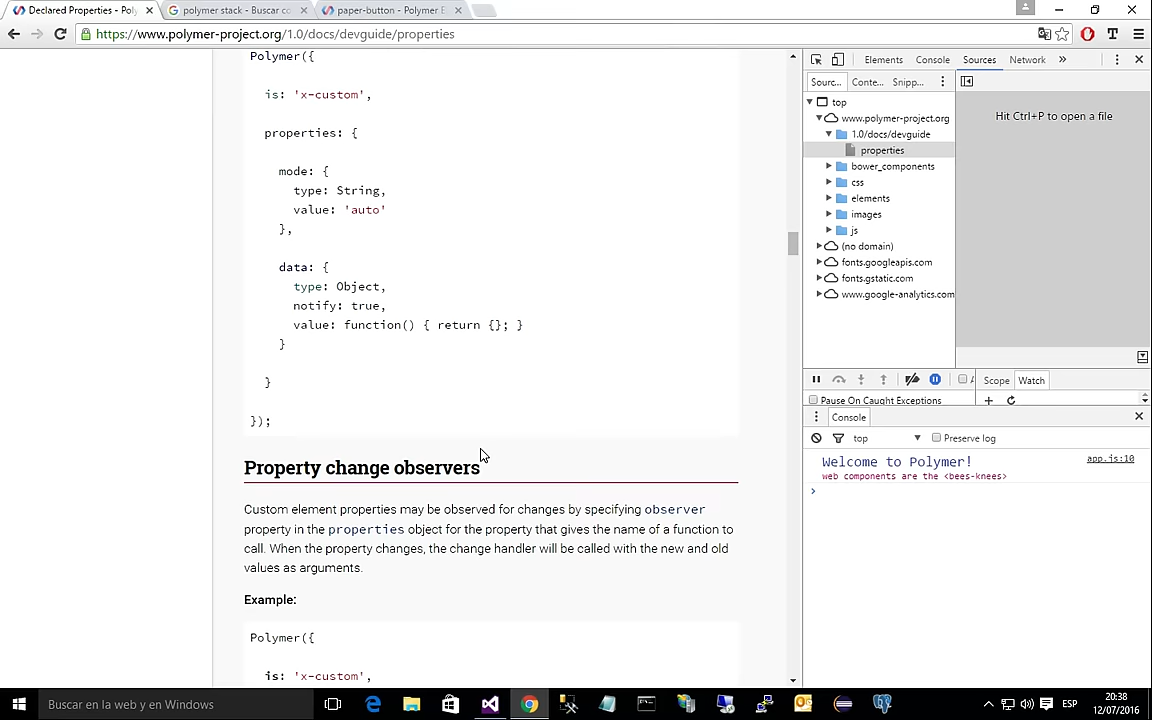 Declared Properties - Poly
polymer stack - Buscar co
paper-button - Polymer E
https://www.polymer-project.org/1.0/docs/devguide/properties
Polymer({
is: 'x-custom',
properties: {
mode: {
type: String,
value: 'auto'
},
data: {
type: Object,
notify: true,
value: function() { return {}; }
}
}
});
Property change observers
Custom element properties may be observed for changes by specifying observer
property in the properties object for the property that gives the name of a function to
call. When the property changes, the change handler will be called with the new and old
values as arguments.
Example:
Polymer({
is: 'x-custom',
Elements Console Sources Network »
Sourc... Conte... Snipp...
top
www.polymer-project.org
1.0/docs/devguide
properties
bower_components
css
elements
images
js
(no domain)
fonts.googleapis.com
fonts.gstatic.com
www.google-analytics.com
Hit Ctrl+P to open a file
A
Scope Watch
Pause On Caught Exceptions
Console
top
Preserve log
Welcome to Polymer!
app.js:10
web components are the <bees-knees>
>
Buscar en la web y en Windows
ESP
20:38
12/07/2016